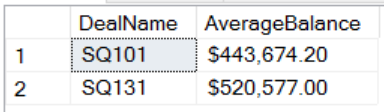 DealName AverageBalance
1 SQ101 $443,674.20
2 SQ131 $520,577.00